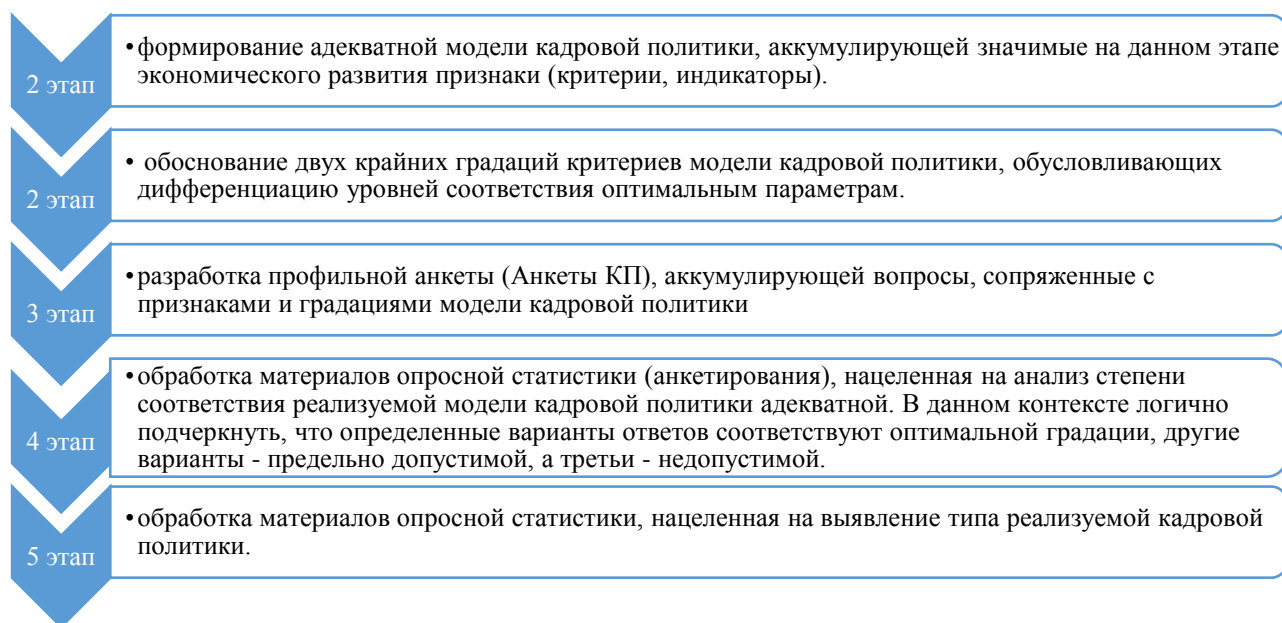 2 этап
•формирование адекватной модели кадровой политики, аккумулирующей значимые на данном этапе
экономического развития признаки (критерии, индикаторы).
2 этап
• обоснование двух крайних градаций критериев модели кадровой политики, обусловливающих
дифференциацию уровней соответствия оптимальным параметрам.
3 этап
•разработка профильной анкеты (Анкеты КП), аккумулирующей вопросы, сопряженные с
признаками и градациями модели кадровой политики
4 этап
•обработка материалов опросной статистики (анкетирования), нацеленная на анализ степени
соответствия реализуемой модели кадровой политики адекватной. В данном контексте логично
подчеркнуть, что определенные варианты ответов соответствуют оптимальной градации, другие
варианты - предельно допустимой, а третьи - недопустимой.
5 этап
•обработка материалов опросной статистики, нацеленная на выявление типа реализуемой кадровой
политики.